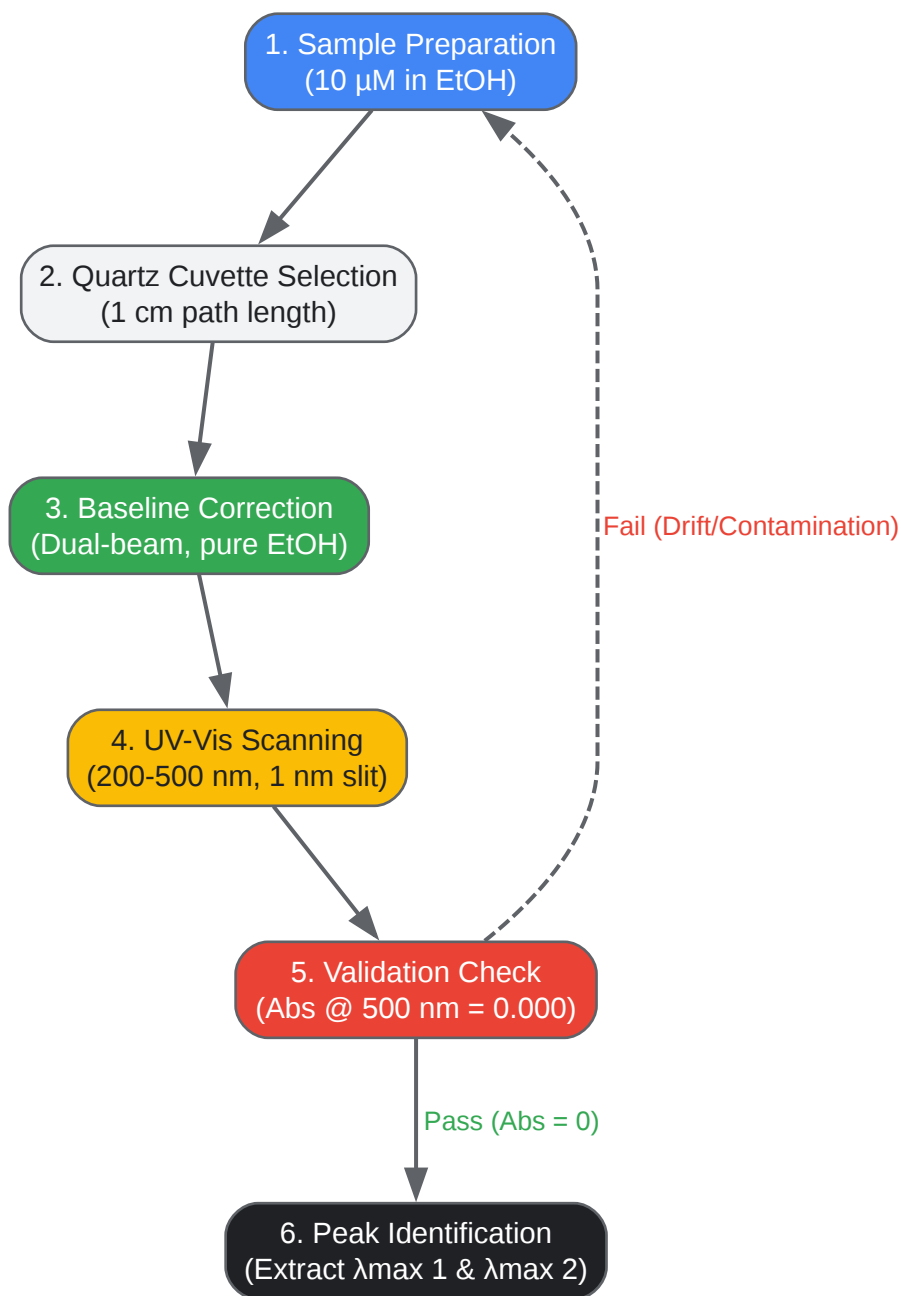 1. Sample Preparation
(10 µM in EtOH)
2. Quartz Cuvette Selection
(1 cm path length)
3. Baseline Correction
(Dual-beam, pure EtOH)
Fail (Drift/Contamination)
4. UV-Vis Scanning
(200-500 nm, 1 nm slit)
5. Validation Check
(Abs @ 500 nm = 0.000)
Pass (Abs = 0)
6. Peak Identification
(Extract λmax 1 & λmax 2)